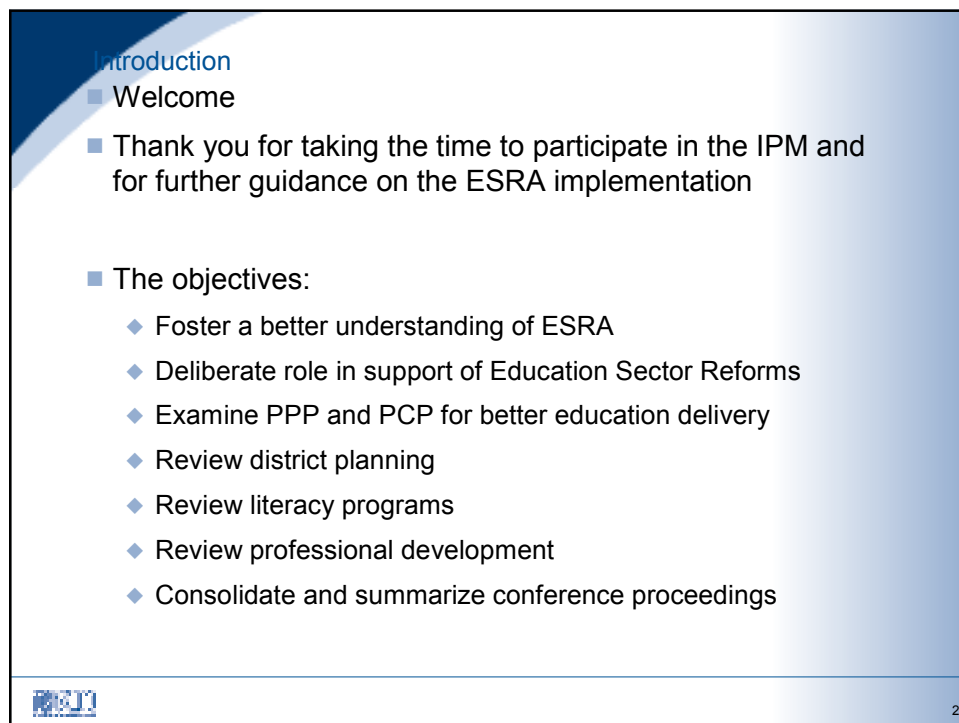 Introduction
Welcome
Thank you for taking the time to participate in the IPM and
for further guidance on the ESRA implementation
The objectives:
Foster a better understanding of ESRA
Deliberate role in support of Education Sector Reforms
Examine PPP and PCP for better education delivery
Review district planning
Review literacy programs
Review professional development
Consolidate and summarize conference proceedings
2